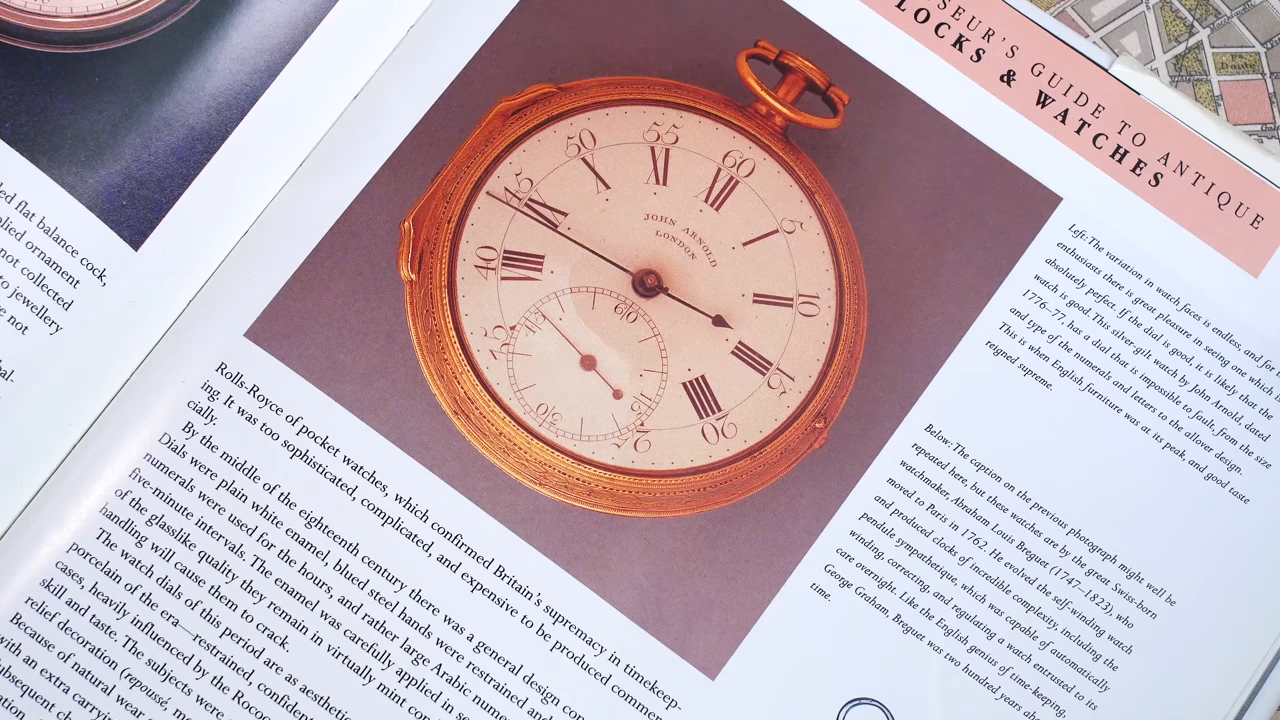 led flat balance cock,
plied ornament
not collected
to jewellery
re not
bal-
SEUR'S GUIDE TO ANTIQUE
LOCKS & WATCHES
50
55
60
5
10
15
20
25
35
40
45
X
XI
XII
I
II
III
IIII
VIII
IX
JOHN ARNOLD
LONDON
60
15
30
45
Left: The variation in watch faces is endless, and for
enthusiasts there is great pleasure in seeing one which is
absolutely perfect. If the dial is good, it is likely that the
watch is good. This silver gilt watch by John Arnold, dated
1776–77, has a dial that is impossible to fault, from the size
and type of the numerals and letters to the allover design.
This is when English furniture was at its peak, and good taste
reigned supreme.
Below: The captions on the previous photograph might well be
repeated here, but these watches are by the great Swiss-born
watchmaker, Abraham Louis Breguet (1747–1823), who
moved to Paris in 1762. He evolved the self-winding watch
and produced clocks of incredible complexity, including the
pendule sympathetique, which was capable of automatically
winding, correcting, and regulating a watch entrusted to its
care overnight. Like the English genius of time-keeping,
George Graham, Breguet was two hundred years
time.
Rolls-Royce of pocket watches, which confirmed Britain's supremacy in timekeep-
ing. It was too sophisticated, complicated, and expensive to be produced commer-
cially.
By the middle of the eighteenth century there was a general design
Dials were plain white enamel, blued steel hands were restrained and
numerals were used for the hours, and rather large Arabic
five-minute intervals. The enamel was carefully applied in
of the glasslike quality they remain in virtually mint
handling will cause them to crack.
The watch dials of this period are as
porcelain of the era—restrained,
cases, heavily influenced by the
skill and taste. The subjects were
relief decoration (repoussé,
Because of natural wear
with an extra